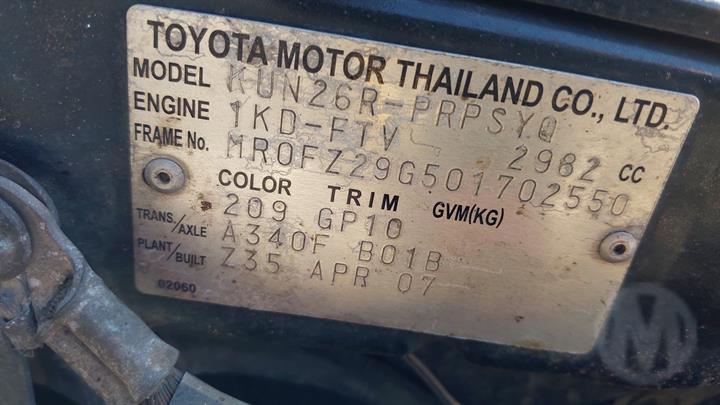 TOYOTA MOTOR THAILAND CO., LTD.
MODEL KUN26R-PRPSYQ
ENGINE 1KD-FTV 2982 CC
FRAME No. MR0FZ29G501702550
COLOR TRIM GVM(KG)
209 GP10
TRANS./AXLE A340F B01B
PLANT/BUILT Z35 APR 07
02060
M